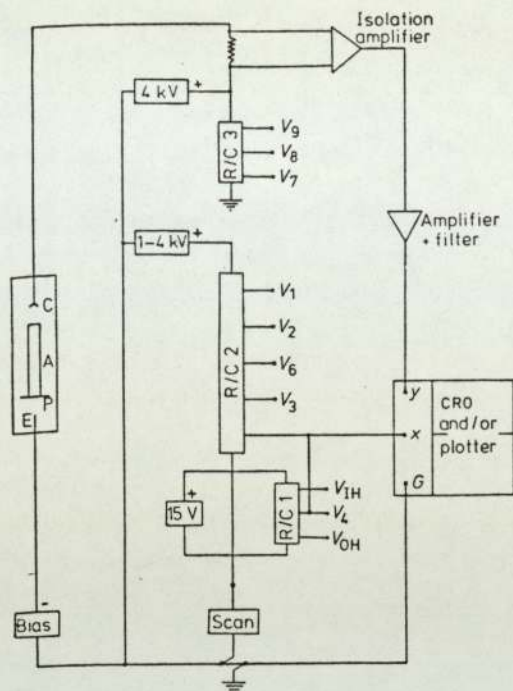 Isolation
amplifier
4 kV
+
R/C 3
V9
V8
V7
Amplifier
+ filter
1–4 kV
+
R/C 2
V1
V2
V6
V3
C
A
P
E
y
x
G
CRO
and/or
plotter
+
15 V
R/C 1
VIH
V4
VOH
-
Bias
Scan